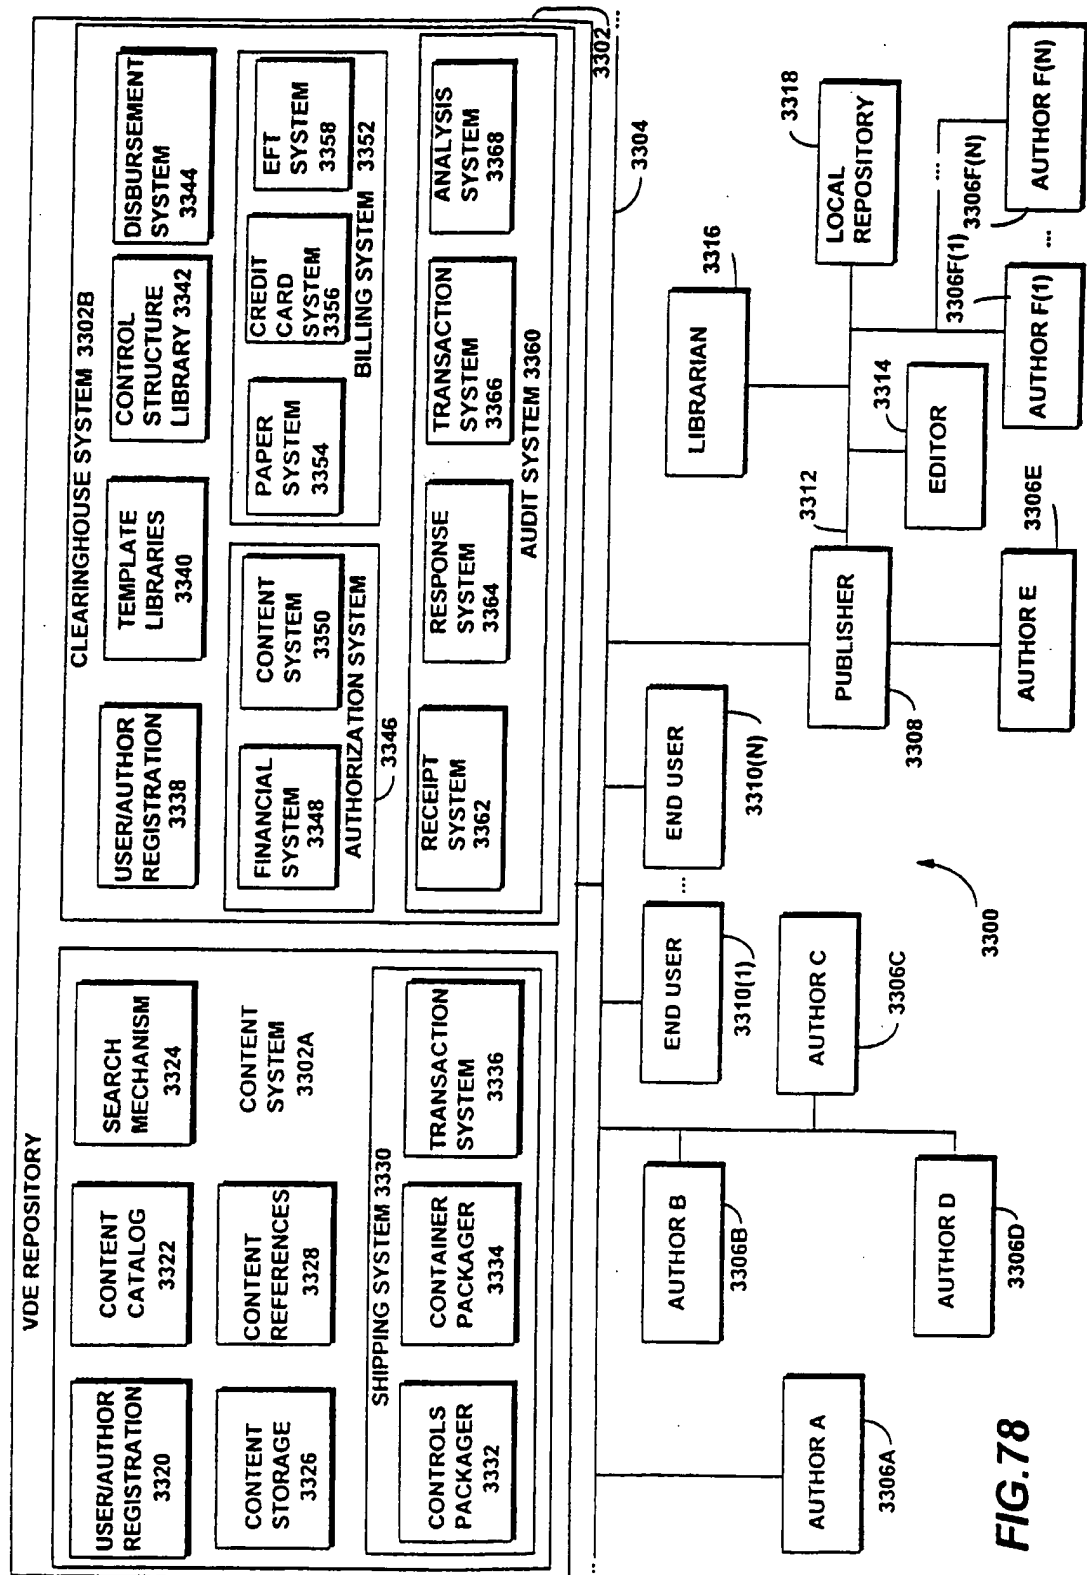 VDE REPOSITORY
USER/AUTHOR
REGISTRATION
3320
CONTENT
CATALOG
3322
SEARCH
MECHANISM
3324
CONTENT
STORAGE
3326
CONTENT
REFERENCES
3328
CONTENT
SYSTEM
3302A
SHIPPING SYSTEM 3330
CONTROLS
PACKAGER
3332
CONTAINER
PACKAGER
3334
TRANSACTION
SYSTEM
3336
CLEARINGHOUSE SYSTEM 3302B
USER/AUTHOR
REGISTRATION
3338
TEMPLATE
LIBRARIES
3340
CONTROL
STRUCTURE
LIBRARY 3342
DISBURSEMENT
SYSTEM
3344
FINANCIAL
SYSTEM
3348
CONTENT
SYSTEM
3350
AUTHORIZATION SYSTEM
3346
PAPER
SYSTEM
3354
CREDIT
CARD
SYSTEM
3356
EFT
SYSTEM
3358
BILLING SYSTEM 3352
RECEIPT
SYSTEM
3362
RESPONSE
SYSTEM
3364
TRANSACTION
SYSTEM
3366
ANALYSIS
SYSTEM
3368
AUDIT SYSTEM 3360
3302
...
...
3304
AUTHOR A
3306A
AUTHOR B
3306B
AUTHOR C
3306C
AUTHOR D
3306D
END USER
3310(1)
...
END USER
3310(N)
PUBLISHER
3308
3312
AUTHOR E
3306E
LIBRARIAN
3316
EDITOR
3314
LOCAL
REPOSITORY
3318
3306F(1)
AUTHOR F(1)
...
...
3306F(N)
AUTHOR F(N)
3300
FIG.78